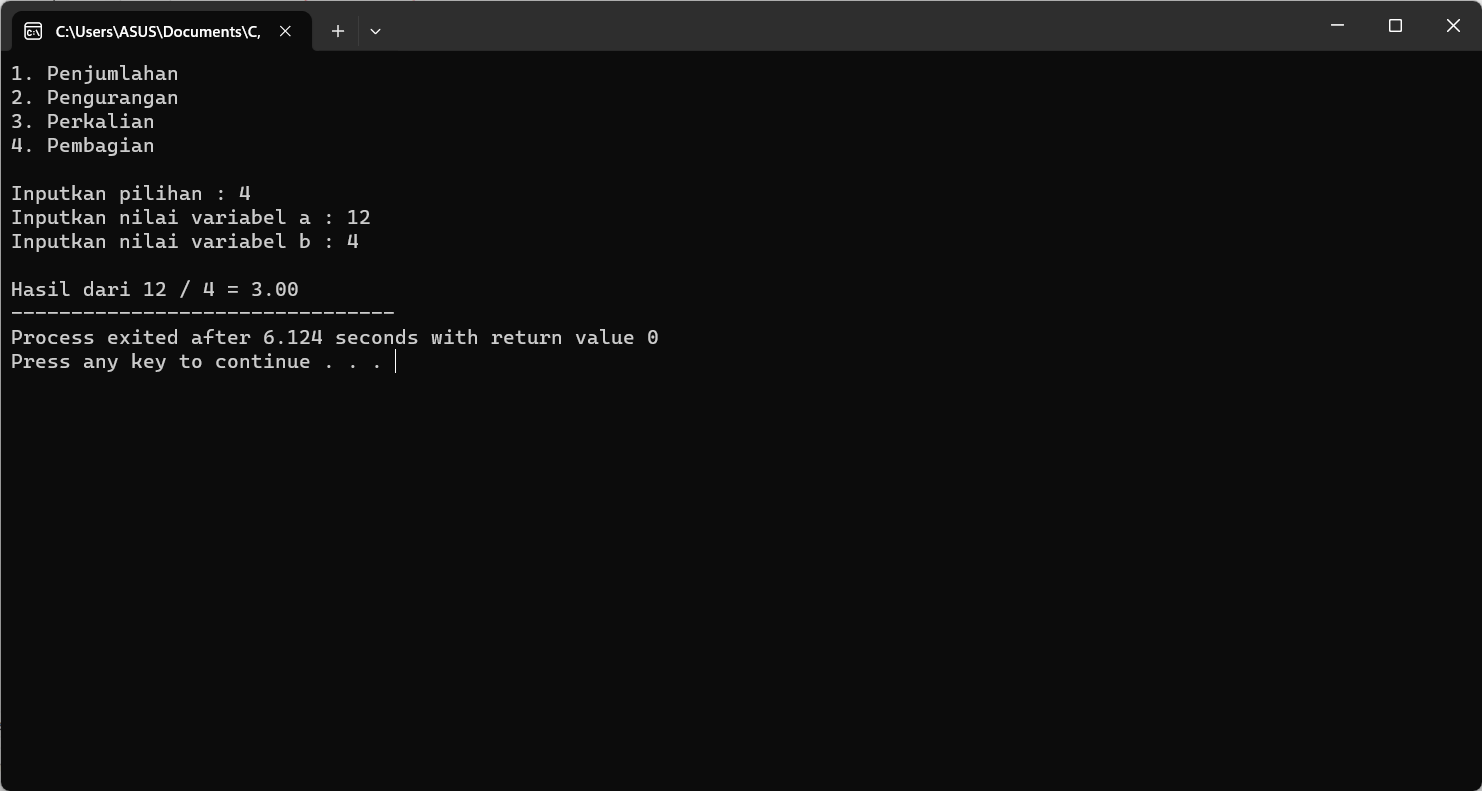 C:\Users\ASUS\Documents\C,
1. Penjumlahan
2. Pengurangan
3. Perkalian
4. Pembagian
Inputkan pilihan : 4
Inputkan nilai variabel a : 12
Inputkan nilai variabel b : 4
Hasil dari 12 / 4 = 3.00
--------------------------------
Process exited after 6.124 seconds with return value 0
Press any key to continue . . .